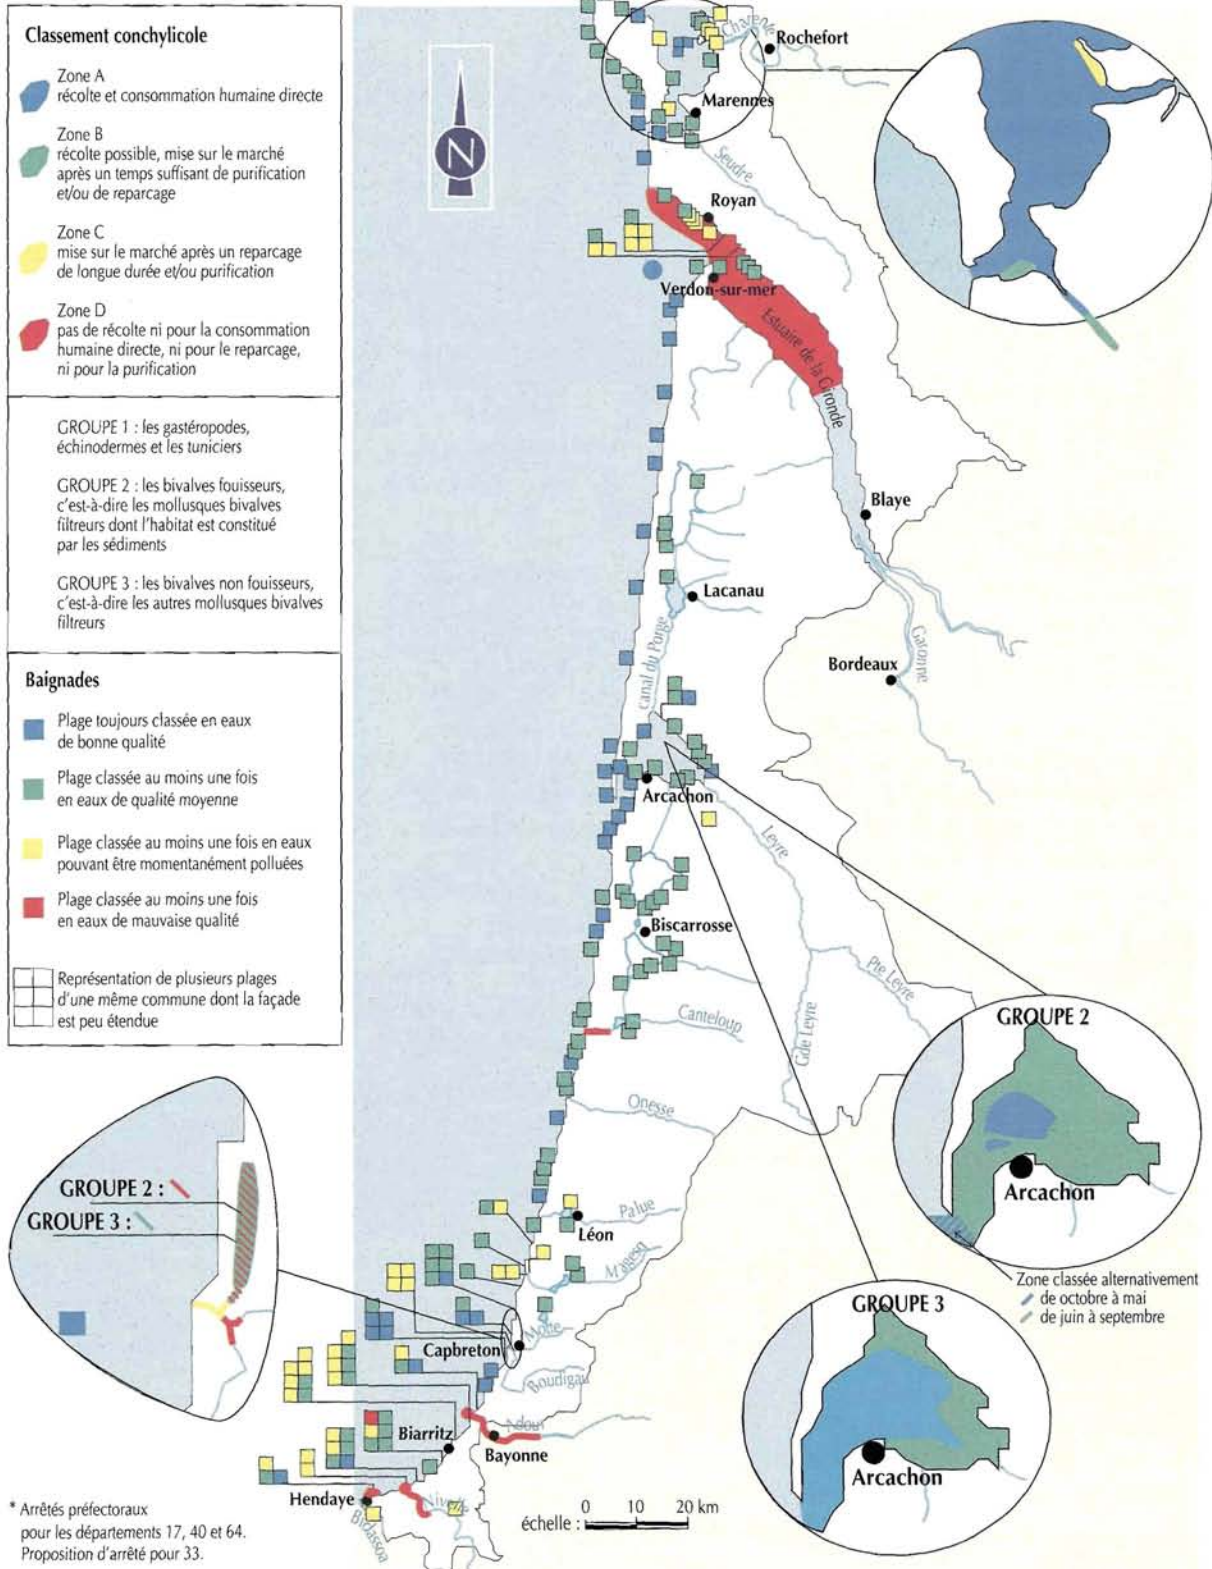 Classement conchylicole
Zone A
récolte et consommation humaine directe
Zone B
récolte possible, mise sur le marché
après un temps suffisant de purification
et/ou de reparcage
Zone C
mise sur le marché après un reparcage
de longue durée et/ou purification
Zone D
pas de récolte ni pour la consommation
humaine directe, ni pour le reparcage,
ni pour la purification
GROUPE 1 : les gastéropodes,
échinodermes et les tuniciers
GROUPE 2 : les bivalves fouisseurs,
c'est-à-dire les mollusques bivalves
filtreurs dont l'habitat est constitué
par les sédiments
GROUPE 3 : les bivalves non fouisseurs,
c'est-à-dire les autres mollusques bivalves
filtreurs
Baignades
Plage toujours classée en eaux
de bonne qualité
Plage classée au moins une fois
en eaux de qualité moyenne
Plage classée au moins une fois en eaux
pouvant être momentanément polluées
Plage classée au moins une fois
en eaux de mauvaise qualité
Représentation de plusieurs plages
d'une même commune dont la façade
est peu étendue
GROUPE 2 :
GROUPE 3 :
* Arrêtés préfectoraux
pour les départements 17, 40 et 64.
Proposition d'arrêté pour 33.
N
Charente
Rochefort
Marennes
Seudre
Royan
Verdon-sur-mer
Estuaire de la Gironde
Blaye
Lacanau
canal du Porge
Bordeaux
Garonne
Arcachon
Leyre
Biscarrosse
Pte Leyre
Gde Leyre
Canteloup
Onesse
Palue
Léon
Magesq
Capbreton
Boudigau
Biarritz
Bayonne
Adour
Hendaye
Nivelle
Bidassoa
échelle :
0 10 20 km
GROUPE 2
Arcachon
Zone classée alternativement
de octobre à mai
de juin à septembre
GROUPE 3
Arcachon